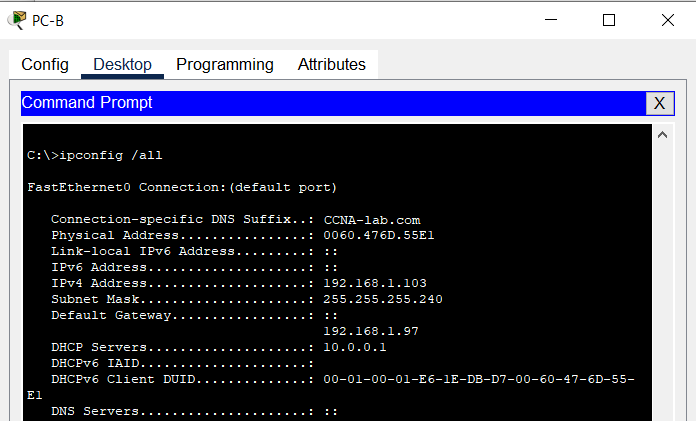 PC-B
Config Desktop Programming Attributes
Command Prompt X
C:\>ipconfig /all
FastEthernet0 Connection:(default port)
Connection-specific DNS Suffix..: CCNA-lab.com
Physical Address................: 0060.476D.55E1
Link-local IPv6 Address.........: ::
IPv6 Address....................: ::
IPv4 Address....................: 192.168.1.103
Subnet Mask.....................: 255.255.255.240
Default Gateway.................: ::
192.168.1.97
DHCP Servers....................: 10.0.0.1
DHCPv6 IAID.....................:
DHCPv6 Client DUID..............: 00-01-00-01-E6-1E-DB-D7-00-60-47-6D-55-
E1
DNS Servers.....................: ::